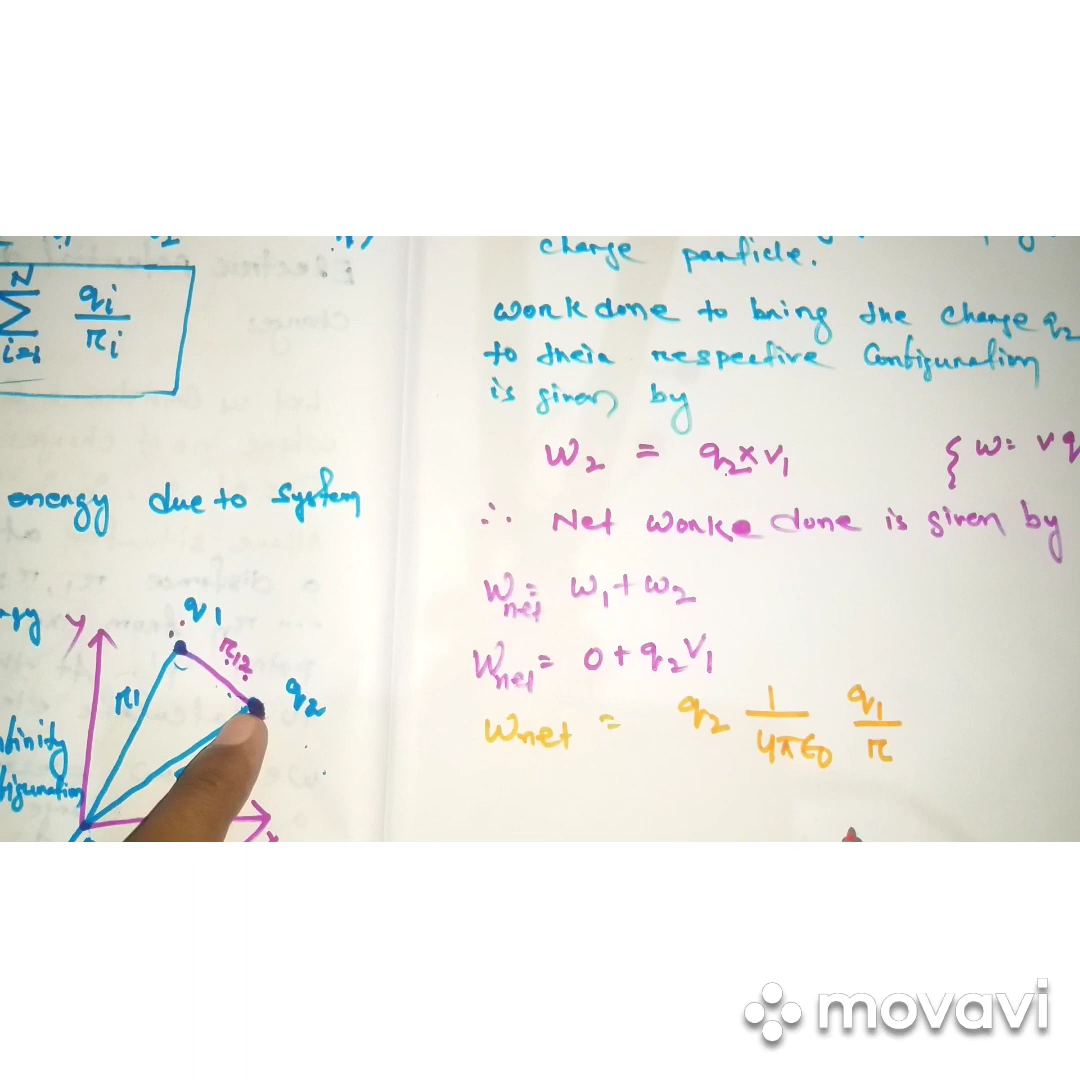 N
Σ qi/ri
i=1
energy due to system
y
q1
r12
r1
q2
x
charge particle.
work done to bring the charge q2
to their respective Configuration
is given by
W2 = q2×V1 { W= Vq
∴ Net worke done is given by
Wnet= W1+W2
Wnet= 0+q2V1
Wnet = q2 1/4πε0 q1/r
movavi